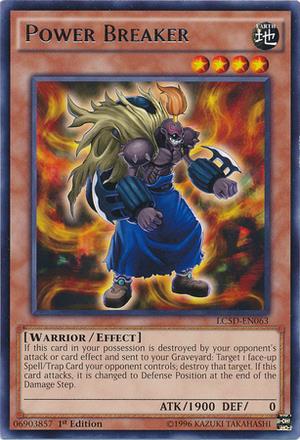 POWER BREAKER
EARTH
地
LC5D-EN063
[WARRIOR / EFFECT]
If this card in your possession is destroyed by your opponent's
attack or card effect and sent to your Graveyard: Target 1 face-up
Spell/Trap Card your opponent controls; destroy that target. If this
card attacks, it is changed to Defense Position at the end of the
Damage Step.
ATK/1900 DEF/ 0
06903857 1st Edition ©1996 KAZUKI TAKAHASHI